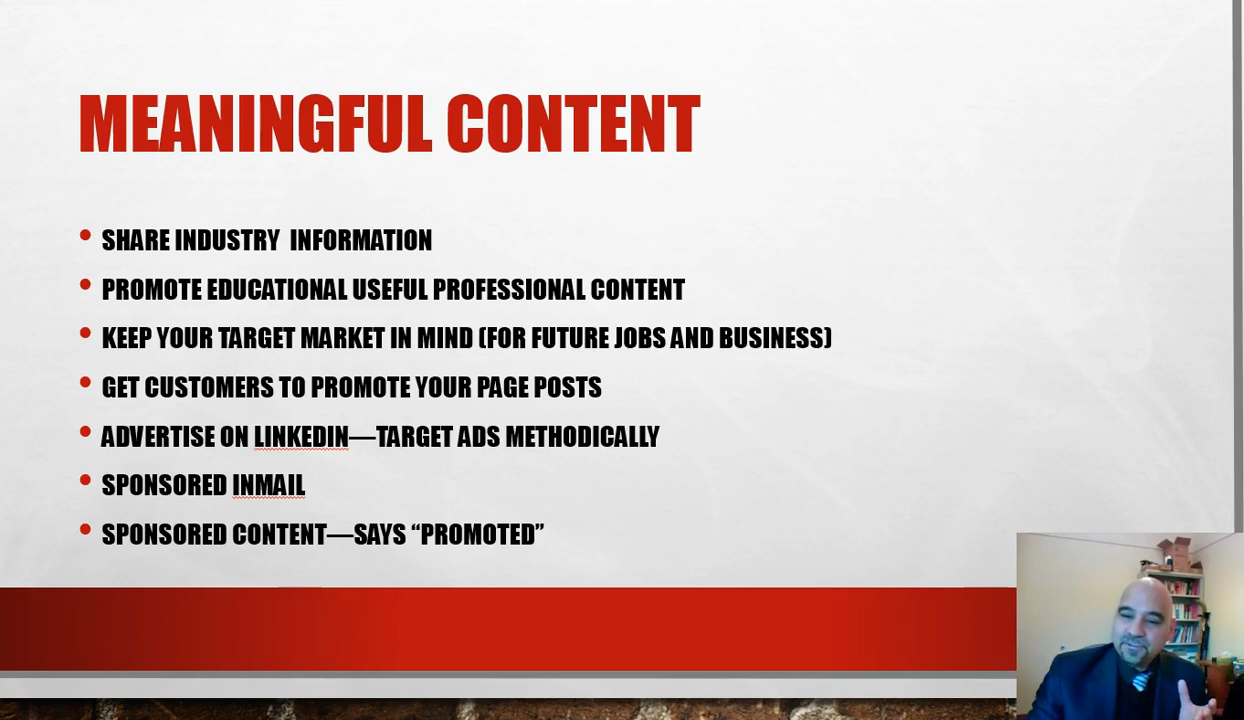 MEANINGFUL CONTENT
SHARE INDUSTRY INFORMATION
PROMOTE EDUCATIONAL USEFUL PROFESSIONAL CONTENT
KEEP YOUR TARGET MARKET IN MIND (FOR FUTURE JOBS AND BUSINESS)
GET CUSTOMERS TO PROMOTE YOUR PAGE POSTS
ADVERTISE ON LINKEDIN—TARGET ADS METHODICALLY
SPONSORED INMAIL
SPONSORED CONTENT—SAYS “PROMOTED”